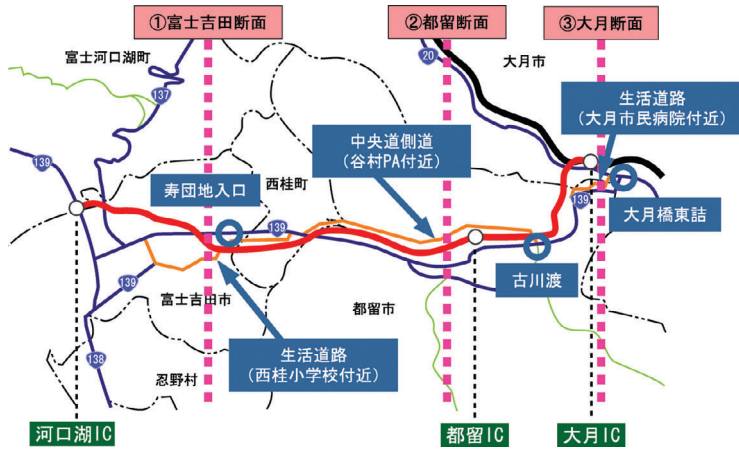 ①富士吉田断面
②都留断面
③大月断面
富士河口湖町
137
20
大月市
生活道路
(大月市民病院付近)
中央道側道
(谷村PA付近)
139
寿団地入口
西桂町
139
139
大月橋東詰
古川渡
139
富士吉田市
都留市
生活道路
(西桂小学校付近)
138
忍野村
河口湖IC
都留IC
大月IC